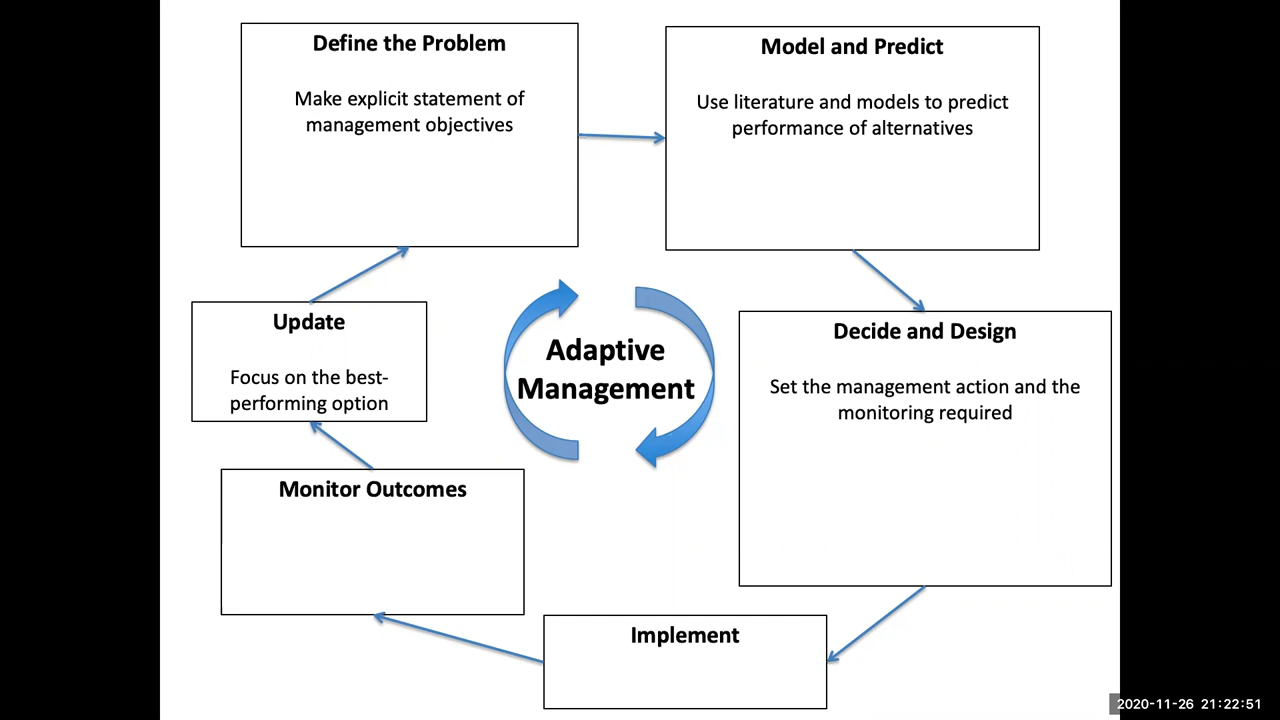 Define the Problem
Make explicit statement of
management objectives
Model and Predict
Use literature and models to predict
performance of alternatives
Decide and Design
Set the management action and the
monitoring required
Implement
Monitor Outcomes
Update
Focus on the best-
performing option
Adaptive
Management
2020-11-26 21:22:51